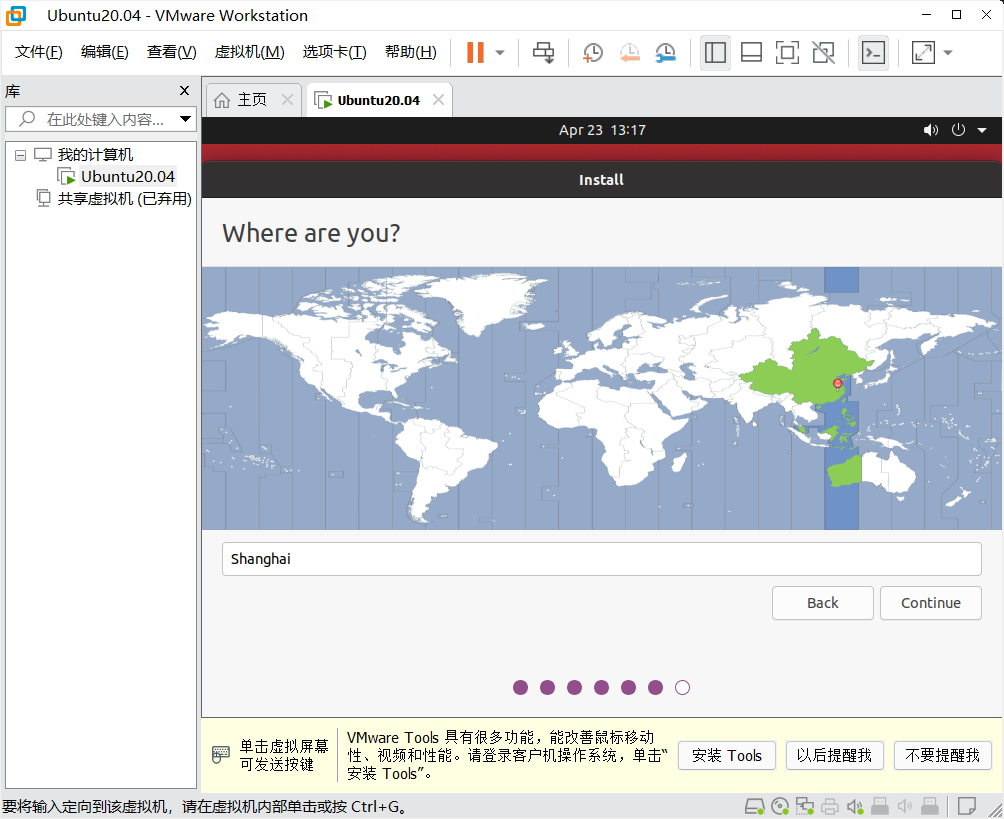 Ubuntu20.04 - VMware Workstation
文件(F) 编辑(E) 查看(V) 虚拟机(M) 选项卡(T) 帮助(H)
库
主页 Ubuntu20.04
在此处键入内容...
Apr 23 13:17
我的计算机
Ubuntu20.04
共享虚拟机 (已弃用)
Install
Where are you?
Shanghai
Back Continue
单击虚拟屏幕
可发送按键
VMware Tools 具有很多功能，能改善鼠标移动
性、视频和性能。请登录客户机操作系统，单击“
安装 Tools”。
安装 Tools 以后提醒我 不要提醒我
要将输入定向到该虚拟机，请在虚拟机内部单击或按 Ctrl+G。